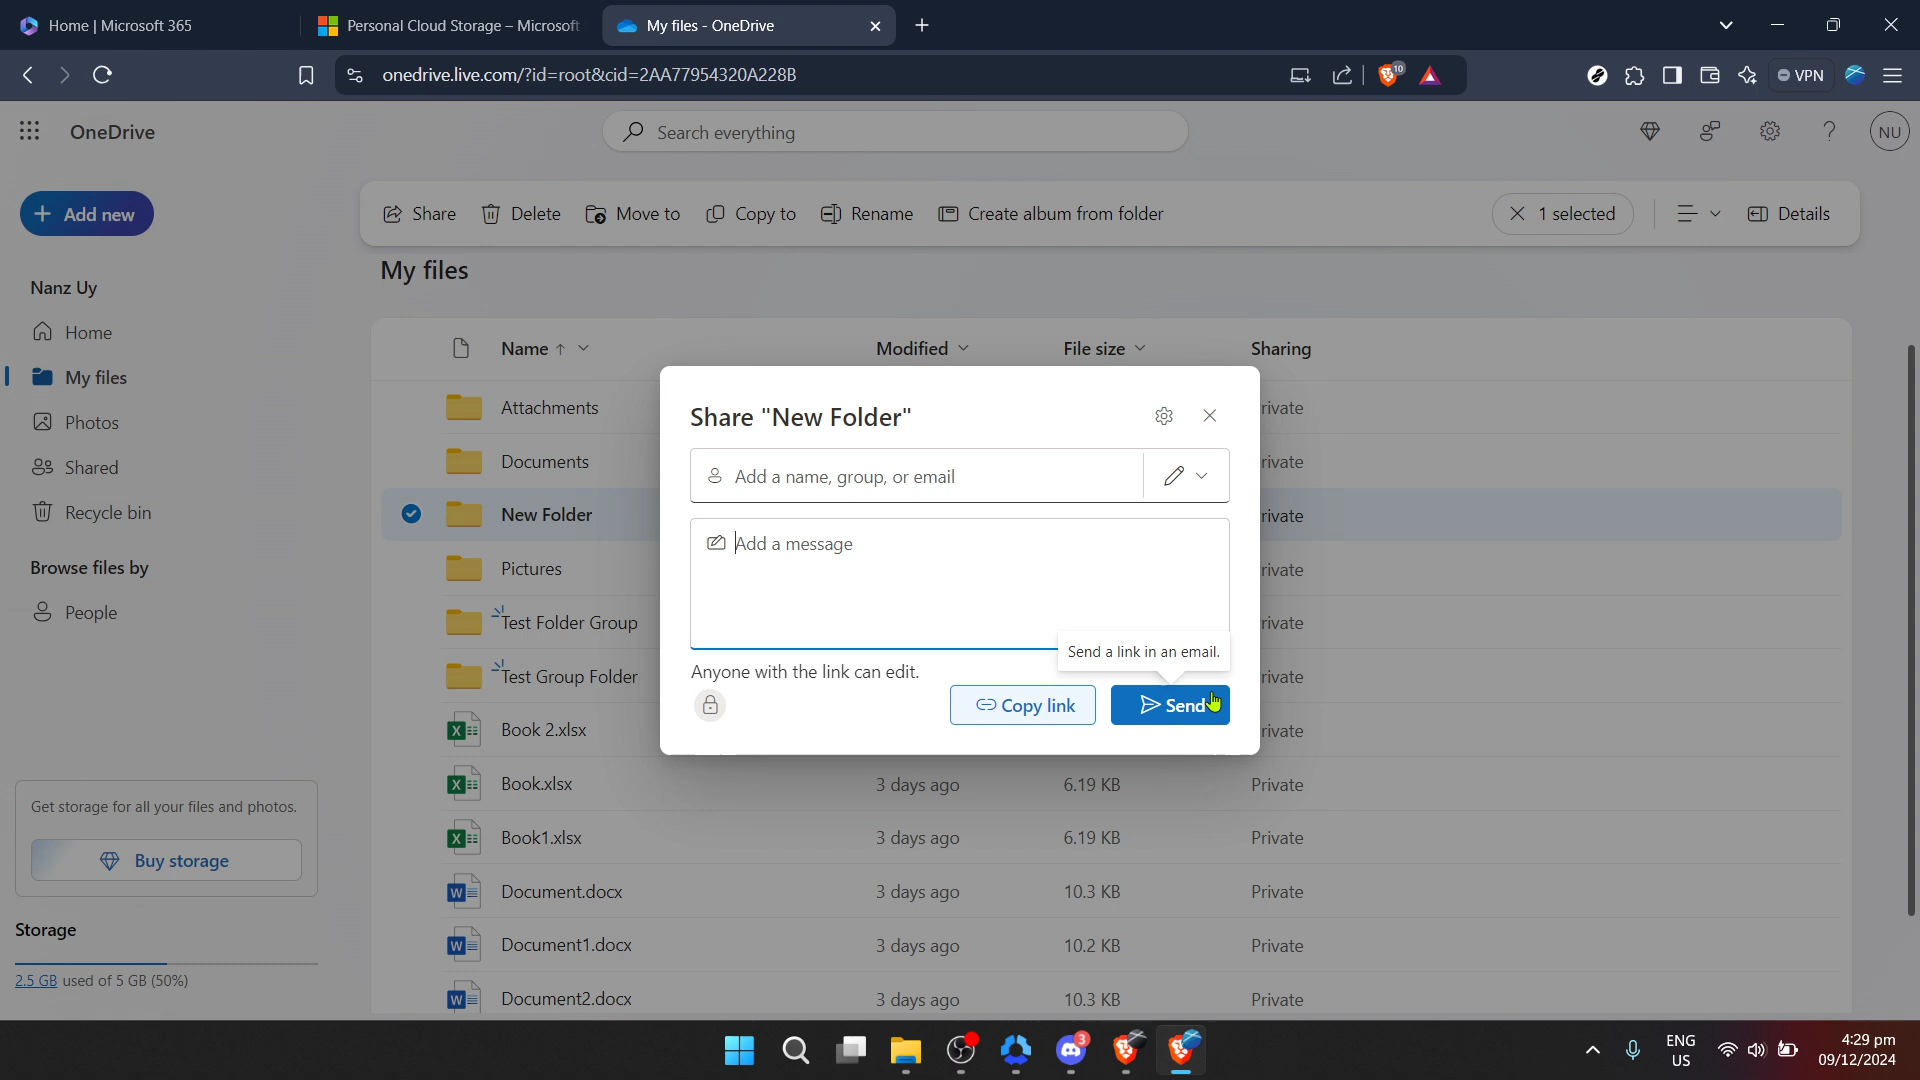 Home | Microsoft 365
Personal Cloud Storage – Microsoft
My files - OneDrive
onedrive.live.com/?id=root&cid=2AA77954320A228B
10
VPN
OneDrive
Search everything
NU
Add new
Share
Delete
Move to
Copy to
Rename
Create album from folder
1 selected
Details
My files
Nanz Uy
Home
My files
Photos
Shared
Recycle bin
Browse files by
People
Get storage for all your files and photos.
Buy storage
Storage
2.5 GB used of 5 GB (50%)
Name
Modified
File size
Sharing
Attachments
rivate
Documents
rivate
New Folder
rivate
Pictures
rivate
Test Folder Group
rivate
Test Group Folder
rivate
Book 2.xlsx
rivate
Book.xlsx 3 days ago 6.19 KB Private
Book1.xlsx 3 days ago 6.19 KB Private
Document.docx 3 days ago 10.3 KB Private
Document1.docx 3 days ago 10.2 KB Private
Document2.docx 3 days ago 10.3 KB Private
Share "New Folder"
Add a name, group, or email
Add a message
Send a link in an email.
Anyone with the link can edit.
Copy link
Send
3
ENG
US
4:29 pm
09/12/2024